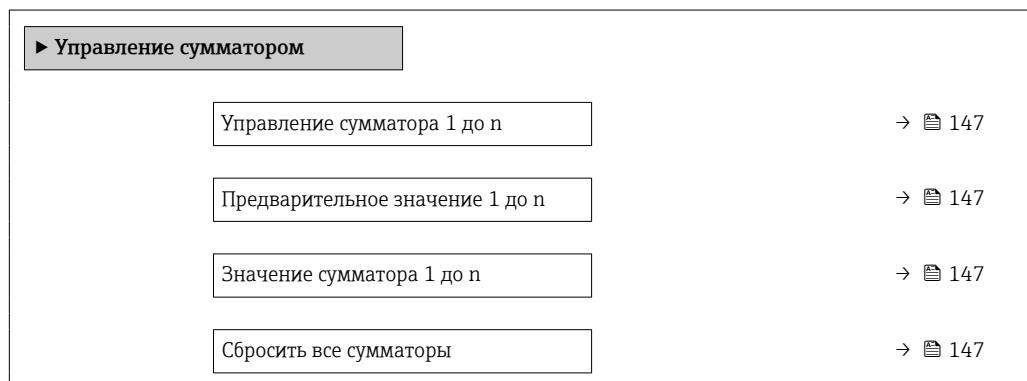 ▶ Управление сумматором
Управление сумматора 1 до n → 147
Предварительное значение 1 до n → 147
Значение сумматора 1 до n → 147
Сбросить все сумматоры → 147